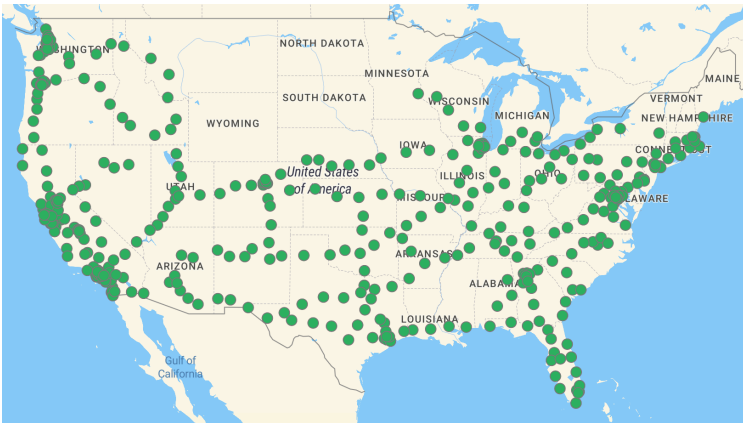 WASHINGTON
NORTH DAKOTA
MINNESOTA
MAINE
SOUTH DAKOTA
WISCONSIN
VERMONT
MICHIGAN
NEW HAMPSHIRE
WYOMING
IOWA
United States
of America
ILLINOIS
OHIO
UTAH
MISSOURI
DELAWARE
ARKANSAS
ARIZONA
ALABAMA
LOUISIANA
Gulf of
California